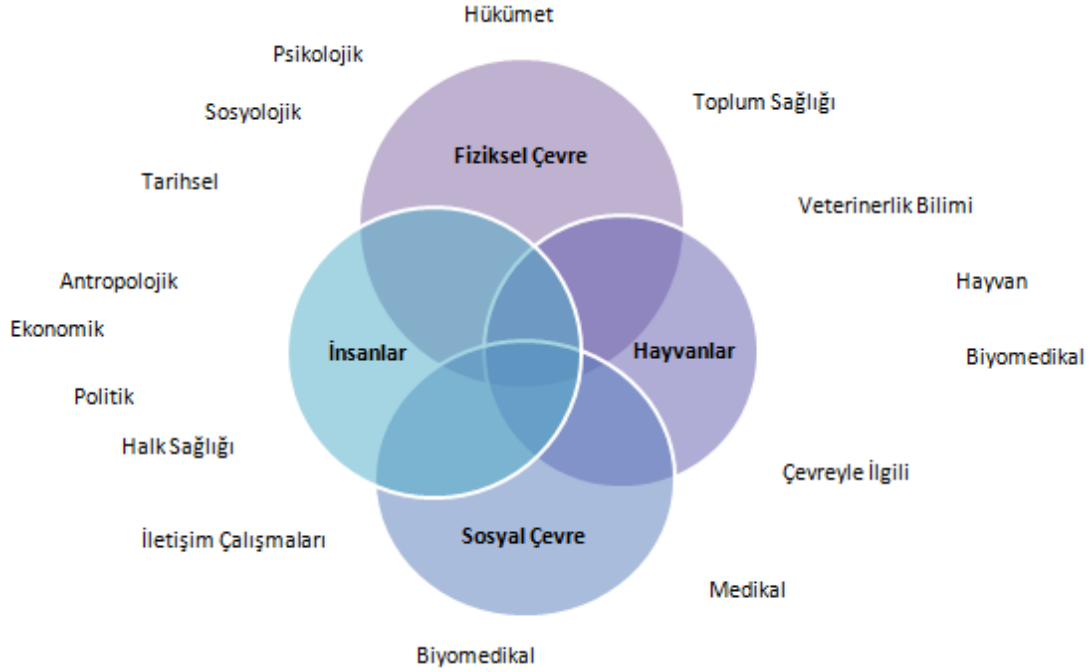 Hükümet
Psikolojik
Toplum Sağlığı
Sosyolojik
Fiziksel Çevre
Tarihsel
Veterinerlik Bilimi
Antropolojik
Hayvan
Ekonomik
İnsanlar
Hayvanlar
Biyomedikal
Politik
Halk Sağlığı
Çevreyle İlgili
İletişim Çalışmaları
Sosyal Çevre
Medikal
Biyomedikal